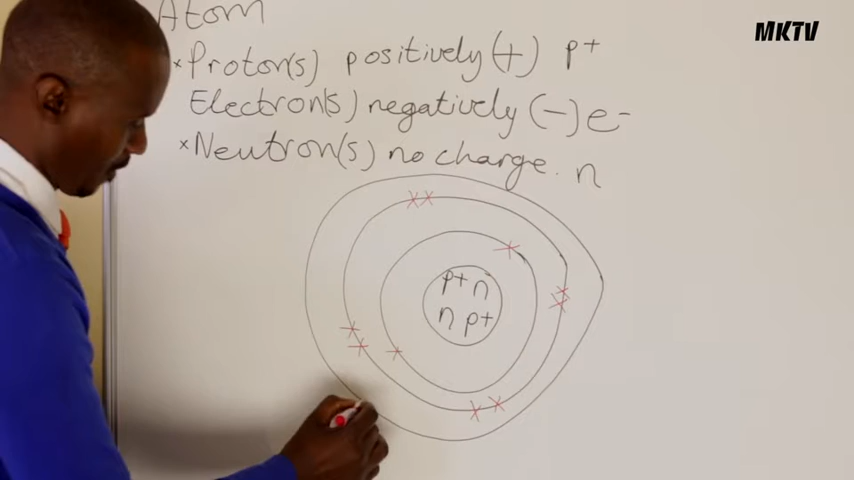 Atom
MKTV
*Proton(s) positively (+) p+
Electron(s) negatively (-) e-
*Neutron(s) no charge. n
p+ n
n p+